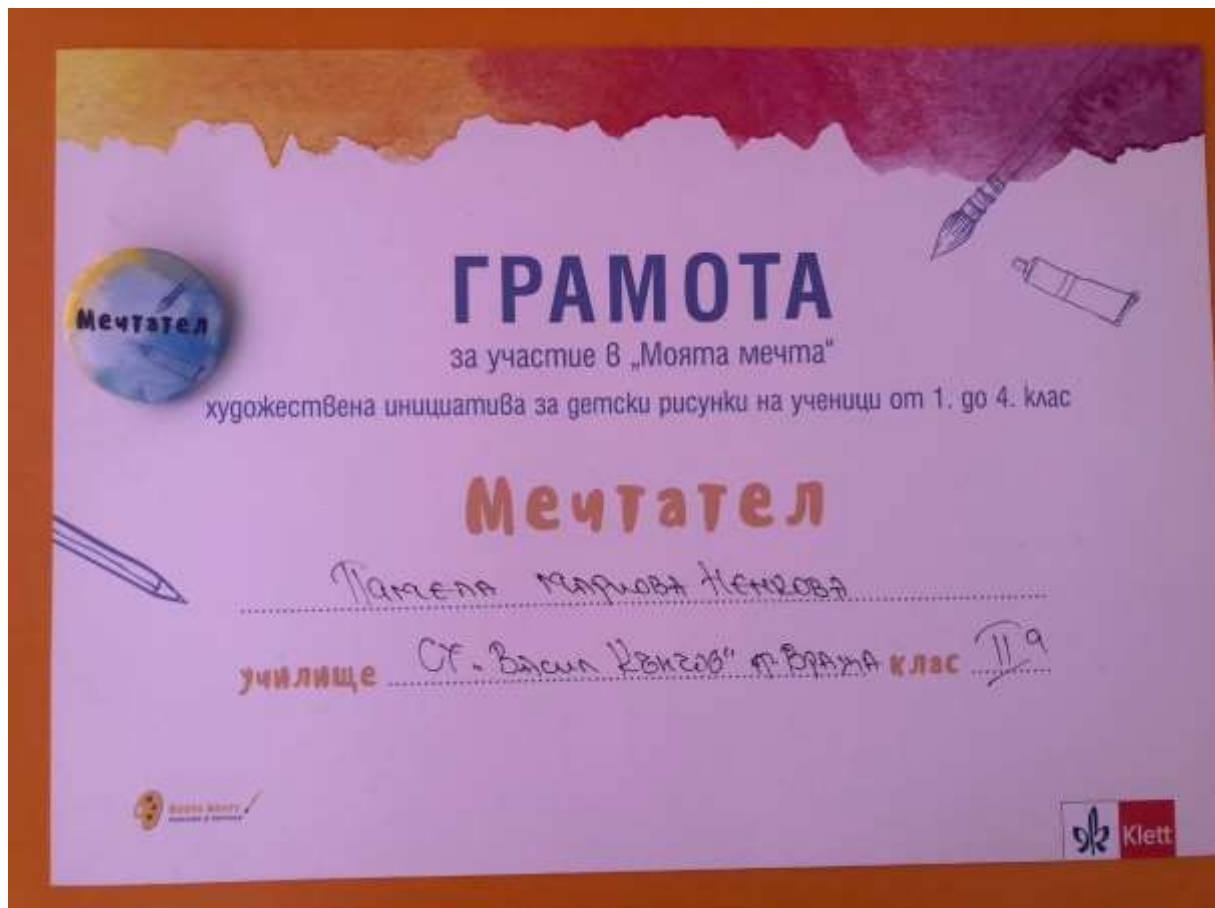 ГРАМОТА
за участие в „Моята мечта“
художествена инициатива за детски рисунки на ученици от 1. до 4. клас
Мечтател
Мечтател
Памела Мариова Ненкова
училище СУ „Васил Кънчов“ гр. Враца клас II а
Klett